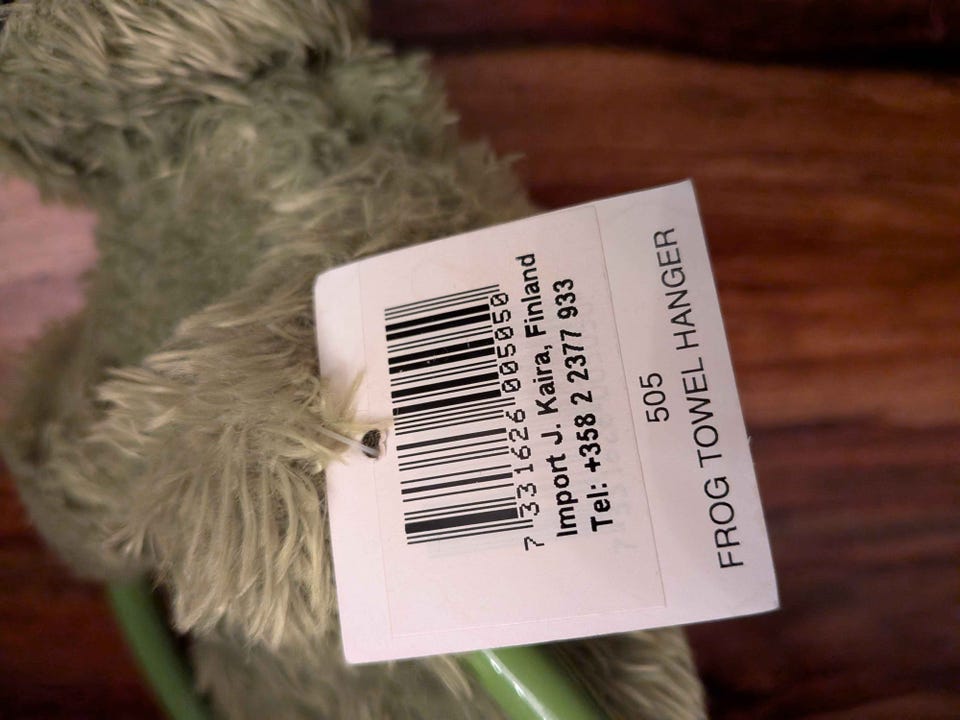 7 331626 005050
Import J. Kaira, Finland
Tel: +358 2 2377 933
505
FROG TOWEL HANGER